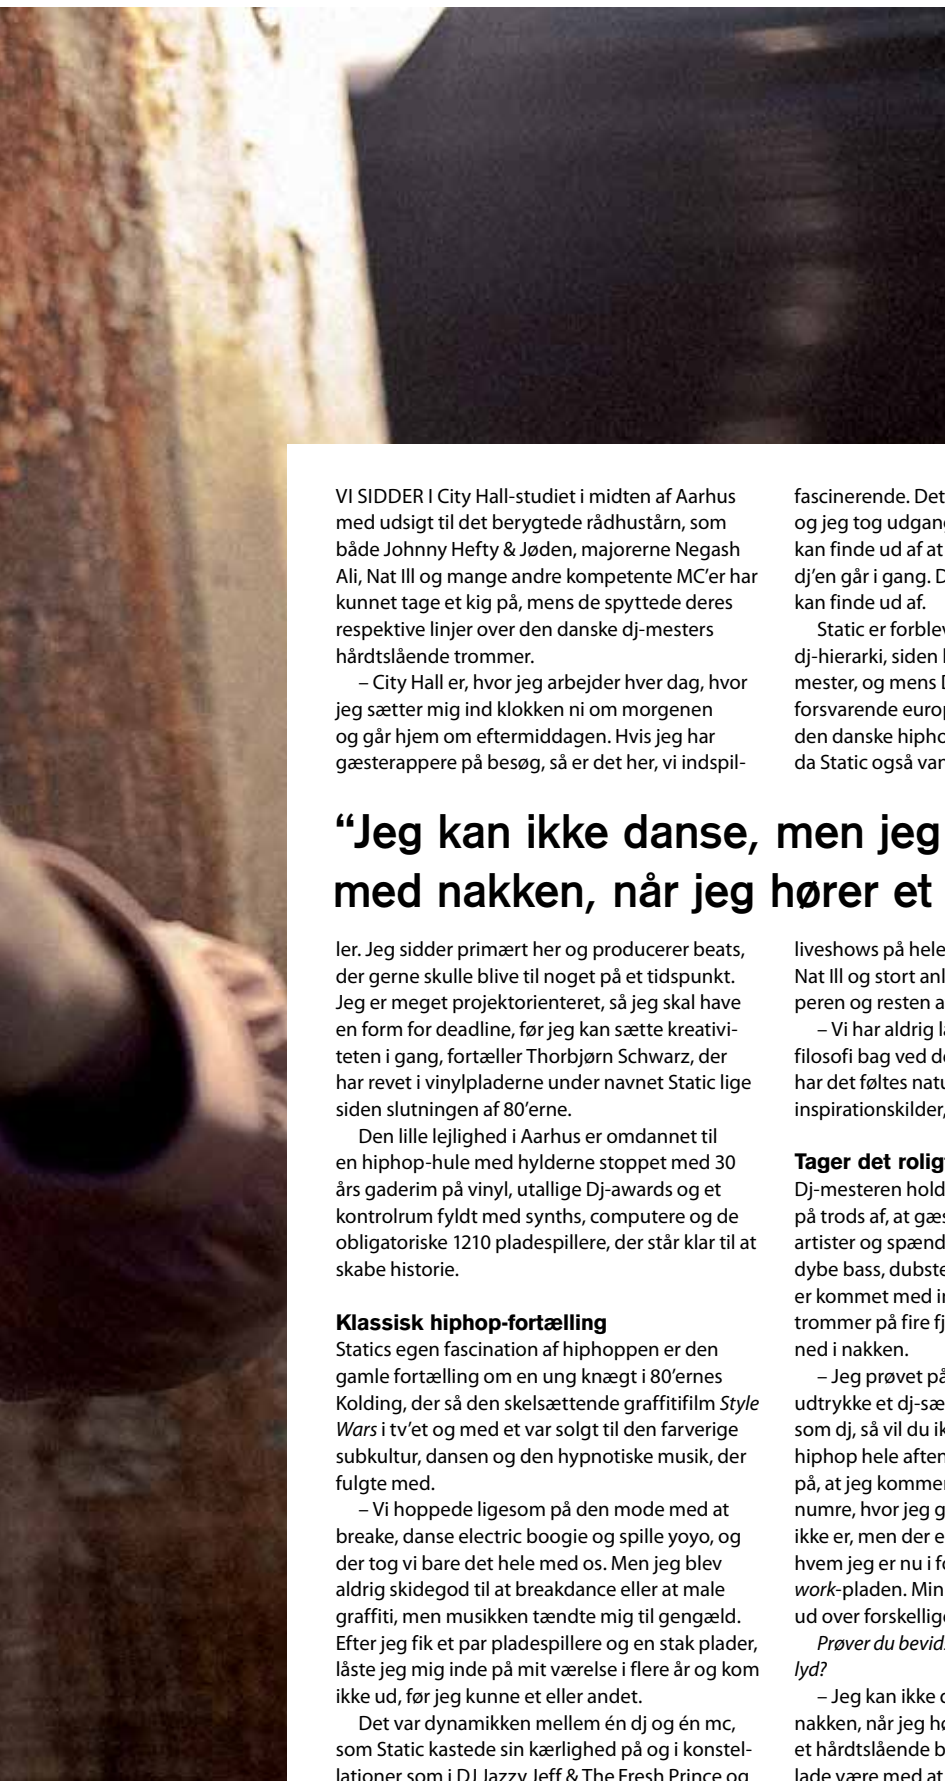 VI SIDDER I City Hall-studiet i midten af Aarhus
med udsigt til det berygtede rådhustårn, som
både Johnny Hefty & Jøden, majorerne Negash
Ali, Nat Ill og mange andre kompetente MC’er har
kunnet tage et kig på, mens de spyttede deres
respektive linjer over den danske dj-mesters
hårdtslående trommer.
– City Hall er, hvor jeg arbejder hver dag, hvor
jeg sætter mig ind klokken ni om morgenen
og går hjem om eftermiddagen. Hvis jeg har
gæsterappere på besøg, så er det her, vi indspil-
“Jeg kan ikke danse, men jeg
med nakken, når jeg hører et
ler. Jeg sidder primært her og producerer beats,
der gerne skulle blive til noget på et tidspunkt.
Jeg er meget projektorienteret, så jeg skal have
en form for deadline, før jeg kan sætte kreativi-
teten i gang, fortæller Thorbjørn Schwarz, der
har revet i vinylpladerne under navnet Static lige
siden slutningen af 80’erne.
Den lille lejlighed i Aarhus er omdannet til
en hiphop-hule med hylderne stoppet med 30
års gaderim på vinyl, utallige Dj-awards og et
kontrolrum fyldt med synths, computere og de
obligatoriske 1210 pladespillere, der står klar til at
skabe historie.
Klassisk hiphop-fortælling
Statics egen fascination af hiphoppen er den
gamle fortælling om en ung knægt i 80’ernes
Kolding, der så den skelsættende graffitifilm Style
Wars i tv’et og med et var solgt til den farverige
subkultur, dansen og den hypnotiske musik, der
fulgte med.
– Vi hoppede ligesom på den mode med at
breake, danse electric boogie og spille yoyo, og
der tog vi bare det hele med os. Men jeg blev
aldrig skidegod til at breakdance eller at male
graffiti, men musikken tændte mig til gengæld.
Efter jeg fik et par pladespillere og en stak plader,
låste jeg mig inde på mit værelse i flere år og kom
ikke ud, før jeg kunne et eller andet.
Det var dynamikken mellem én dj og én mc,
som Static kastede sin kærlighed på og i konstel-
lationer som i DJ Jazzy Jeff & The Fresh Prince og
fascinerende. Det
og jeg tog udgan
kan finde ud af at
dj’en går i gang. D
kan finde ud af.
Static er forblev
dj-hierarki, siden
mester, og mens D
forsvarende europ
den danske hipho
da Static også van
liveshows på hele
Nat Ill og stort anl
peren og resten a
– Vi har aldrig la
filosofi bag ved de
har det føltes natu
inspirationskilder,
Tager det rolig
Dj-mesteren hold
på trods af, at gæs
artister og spænd
dybe bass, dubste
er kommet med in
trommer på fire fj
ned i nakken.
– Jeg prøvet på
udtrykke et dj-sæ
som dj, så vil du ik
hiphop hele aften
på, at jeg kommer
numre, hvor jeg g
ikke er, men der e
hvem jeg er nu i fo
work-pladen. Min
ud over forskellige
Prøver du bevids
lyd?
– Jeg kan ikke d
nakken, når jeg hø
et hårdtslående b
lade være med at